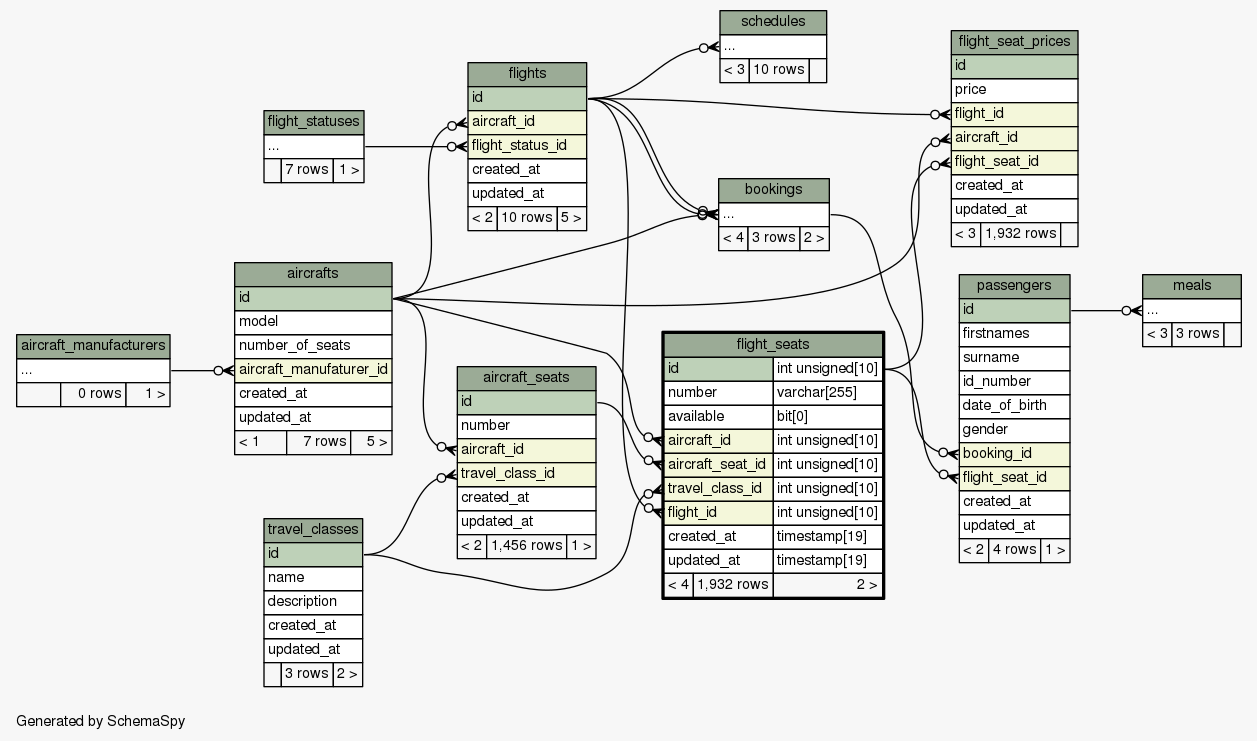 schedules
...
< 3 10 rows
flight_seat_prices
id
price
flight_id
aircraft_id
flight_seat_id
created_at
updated_at
< 3 1,932 rows
flights
id
aircraft_id
flight_status_id
created_at
updated_at
< 2 10 rows 5 >
flight_statuses
...
7 rows 1 >
bookings
...
< 4 3 rows 2 >
aircrafts
id
model
number_of_seats
aircraft_manufaturer_id
created_at
updated_at
< 1 7 rows 5 >
passengers
id
firstnames
surname
id_number
date_of_birth
gender
booking_id
flight_seat_id
created_at
updated_at
< 2 4 rows 1 >
meals
...
< 3 3 rows
aircraft_manufacturers
...
0 rows 1 >
flight_seats
id int unsigned[10]
number varchar[255]
available bit[0]
aircraft_id int unsigned[10]
aircraft_seat_id int unsigned[10]
travel_class_id int unsigned[10]
flight_id int unsigned[10]
created_at timestamp[19]
updated_at timestamp[19]
< 4 1,932 rows 2 >
aircraft_seats
id
number
aircraft_id
travel_class_id
created_at
updated_at
< 2 1,456 rows 1 >
travel_classes
id
name
description
created_at
updated_at
3 rows 2 >
Generated by SchemaSpy